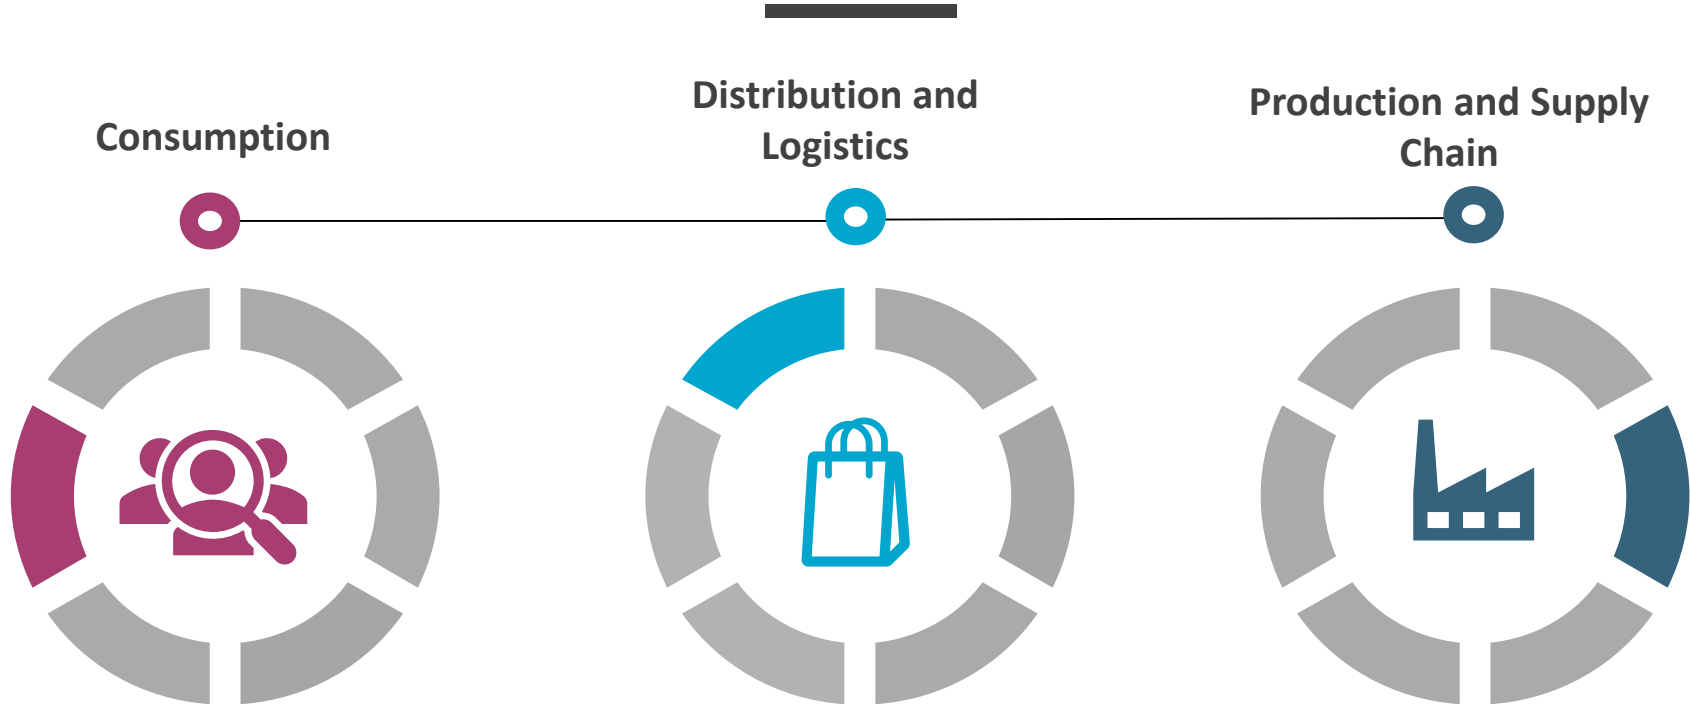 Consumption
Distribution and
Logistics
Production and Supply
Chain